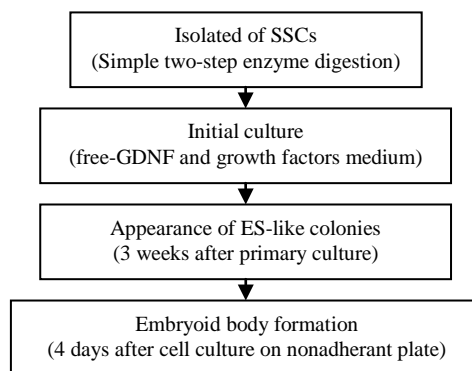 Isolated of SSCs
(Simple two-step enzyme digestion)
Initial culture
(free-GDNF and growth factors medium)
Appearance of ES-like colonies
(3 weeks after primary culture)
Embryoid body formation
(4 days after cell culture on nonadherant plate)